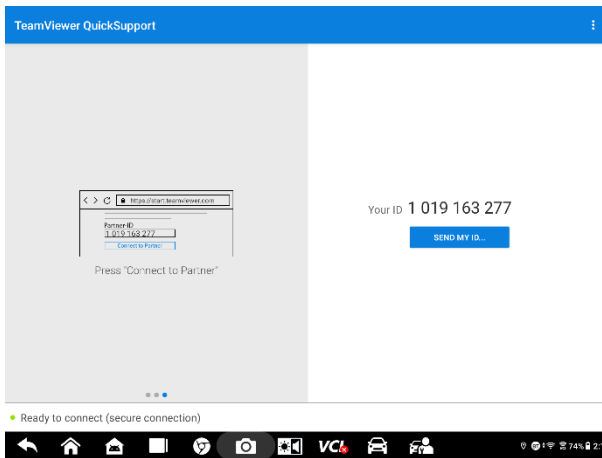 TeamViewer QuickSupport
https://start.teamviewer.com
Partner-ID
1 019 163 277
Connect to Partner
Press "Connect to Partner"
Your ID 1 019 163 277
SEND MY ID...
Ready to connect (secure connection)
VCI
74%